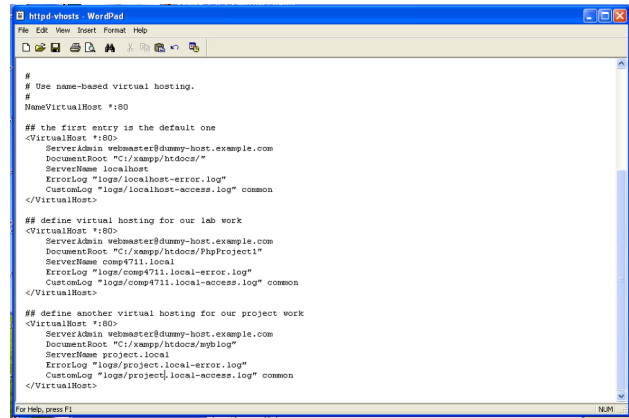 httpd-vhosts - WordPad
File Edit View Insert Format Help
#
# Use name-based virtual hosting.
#
NameVirtualHost *:80
## the first entry is the default one
<VirtualHost *:80>
ServerAdmin webmaster@dummy-host.example.com
DocumentRoot "C:/xampp/htdocs/"
ServerName localhost
ErrorLog "logs/localhost-error.log"
CustomLog "logs/localhost-access.log" common
</VirtualHost>
## define virtual hosting for our lab work
<VirtualHost *:80>
ServerAdmin webmaster@dummy-host.example.com
DocumentRoot "C:/xampp/htdocs/PhpProject1"
ServerName comp4711.local
ErrorLog "logs/comp4711.local-error.log"
CustomLog "logs/comp4711.local-access.log" common
</VirtualHost>
## define another virtual hosting for our project work
<VirtualHost *:80>
ServerAdmin webmaster@dummy-host.example.com
DocumentRoot "C:/xampp/htdocs/myblog"
ServerName project.local
ErrorLog "logs/project.local-error.log"
CustomLog "logs/project.local-access.log" common
</VirtualHost>
For Help, press F1
NUM